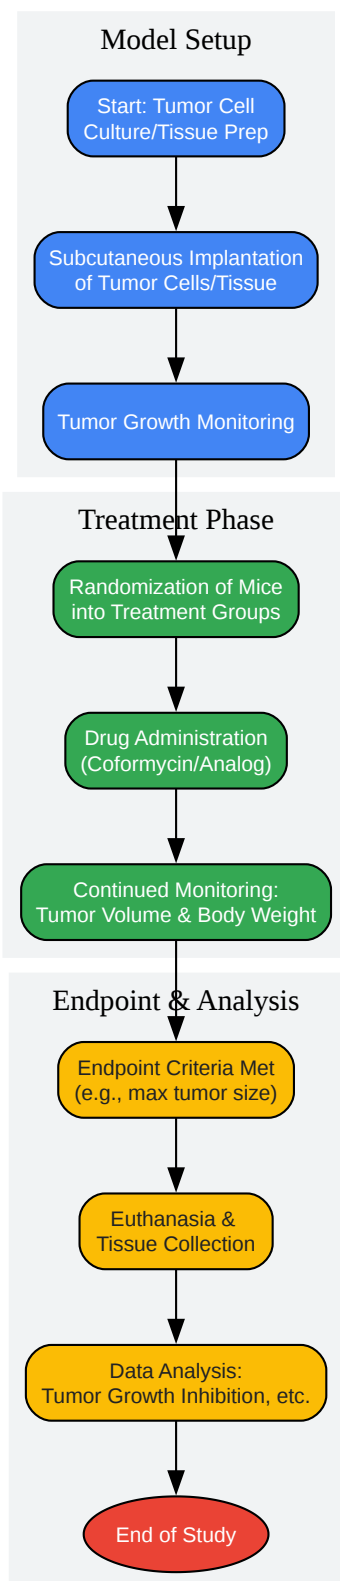 Model Setup
Start: Tumor Cell
Culture/Tissue Prep
Subcutaneous Implantation
of Tumor Cells/Tissue
Tumor Growth Monitoring
Treatment Phase
Randomization of Mice
into Treatment Groups
Drug Administration
(Coformycin/Analog)
Continued Monitoring:
Tumor Volume & Body Weight
Endpoint & Analysis
Endpoint Criteria Met
(e.g., max tumor size)
Euthanasia &
Tissue Collection
Data Analysis:
Tumor Growth Inhibition, etc.
End of Study